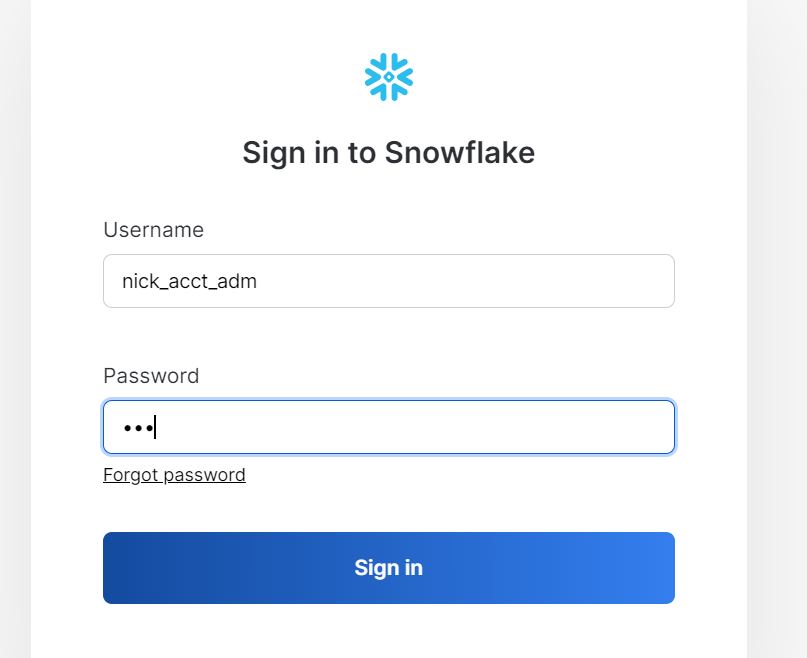 Sign in to Snowflake
Username
nick_acct_adm
Password
•••
Forgot password
Sign in